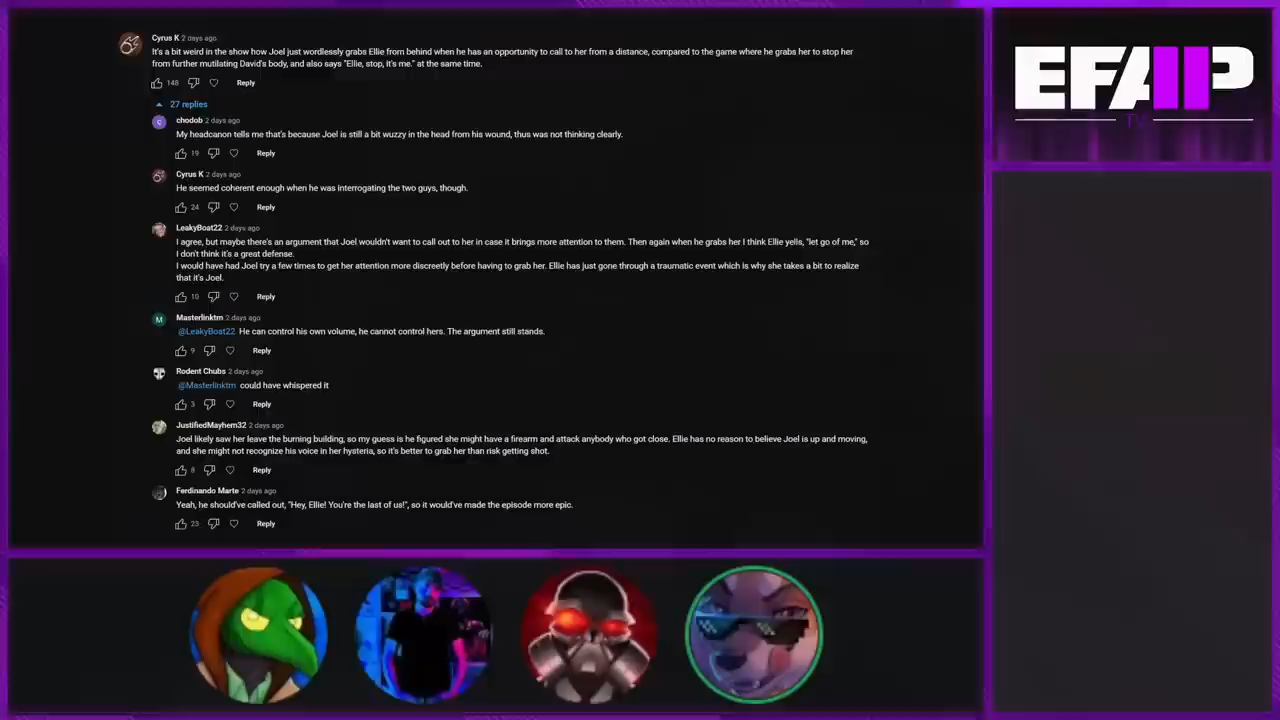 Cyrus K 2 days ago
It's a bit weird in the show how Joel just wordlessly grabs Ellie from behind when he has an opportunity to call to her from a distance, compared to the game where he grabs her to stop her
from further mutilating David's body, and also says "Ellie, stop, it's me." at the same time.
148 Reply
27 replies
chodob 2 days ago
My headcanon tells me that's because Joel is still a bit wuzzy in the head from his wound, thus was not thinking clearly.
19 Reply
Cyrus K 2 days ago
He seemed coherent enough when he was interrogating the two guys, though.
24 Reply
LeakyBoat22 2 days ago
I agree, but maybe there's an argument that Joel wouldn't want to call out to her in case it brings more attention to them. Then again when he grabs her I think Ellie yells, "let go of me," so
I don't think it's a great defense.
I would have had Joel try a few times to get her attention more discreetly before having to grab her. Ellie has just gone through a traumatic event which is why she takes a bit to realize
that it's Joel.
10 Reply
Masterlinktm 2 days ago
@LeakyBoat22 He can control his own volume, he cannot control hers. The argument still stands.
9 Reply
Rodent Chubs 2 days ago
@Masterlinktm could have whispered it
3 Reply
JustifiedMayhem32 2 days ago
Joel likely saw her leave the burning building, so my guess is he figured she might have a firearm and attack anybody who got close. Ellie has no reason to believe Joel is up and moving,
and she might not recognize his voice in her hysteria, so it's better to grab her than risk getting shot.
8 Reply
Ferdinando Marte 2 days ago
Yeah, he should've called out, "Hey, Ellie! You're the last of us!", so it would've made the episode more epic.
23 Reply
EFAP
TV